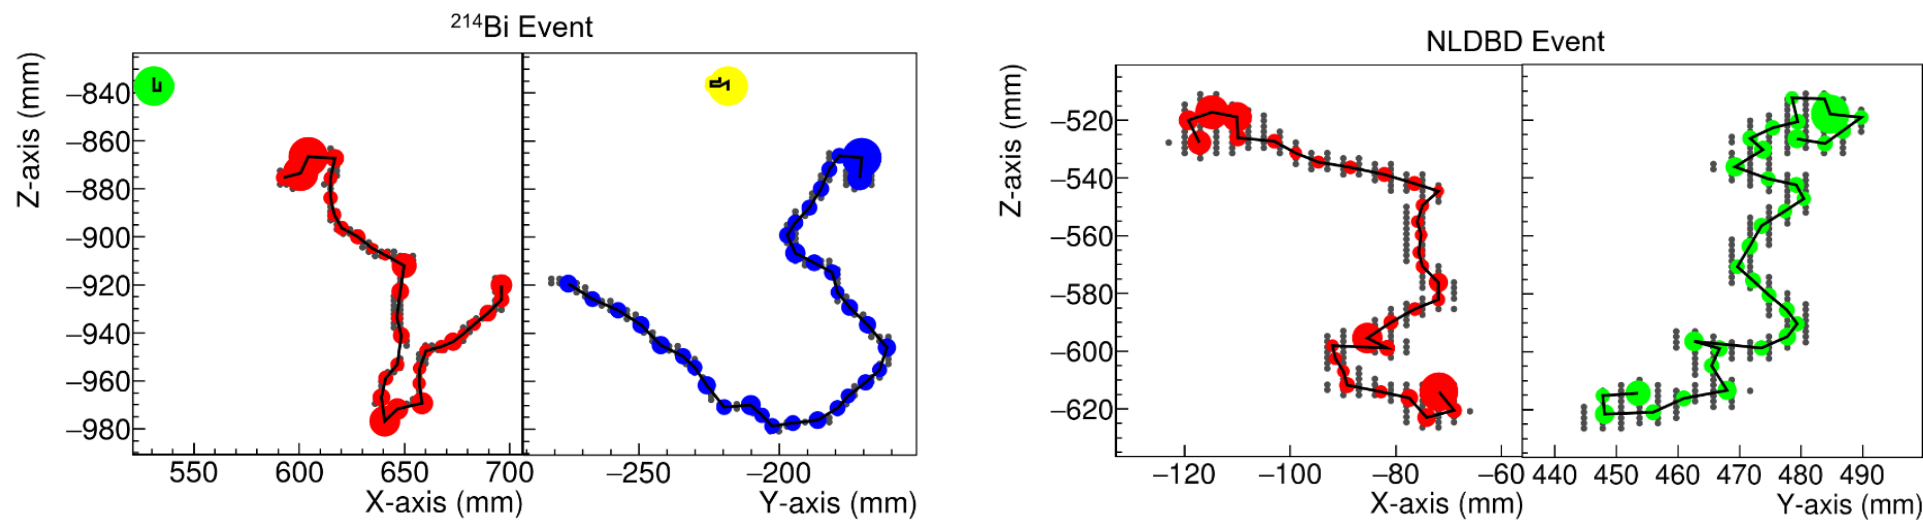 ²¹⁴Bi Event
Z-axis (mm)
−840
−860
−880
−900
−920
−940
−960
−980
550 600 650 700
X-axis (mm)
−250 −200
Y-axis (mm)
NLDBD Event
Z-axis (mm)
−520
−540
−560
−580
−600
−620
−120 −100 −80 −60
X-axis (mm)
440 450 460 470 480 490
Y-axis (mm)